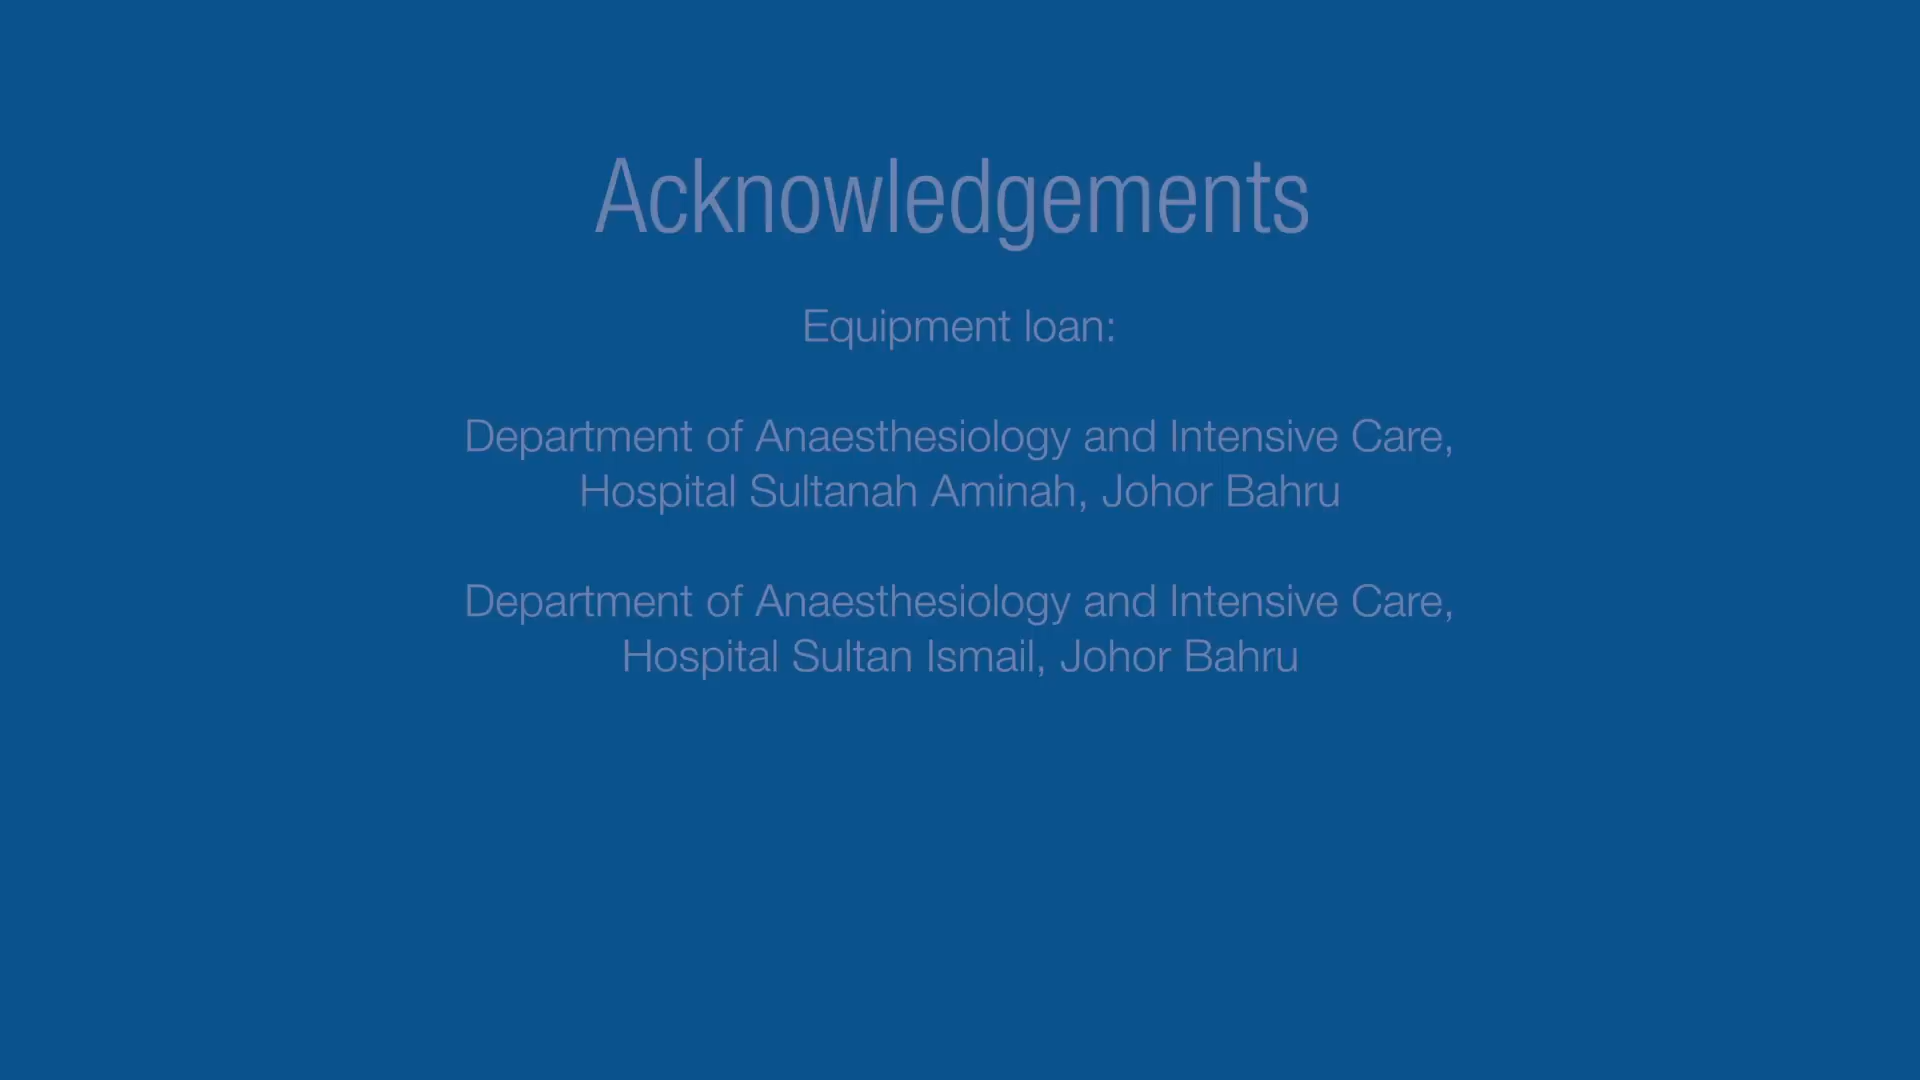 Acknowledgements
Equipment loan:
Department of Anaesthesiology and Intensive Care,
Hospital Sultanah Aminah, Johor Bahru
Department of Anaesthesiology and Intensive Care,
Hospital Sultan Ismail, Johor Bahru